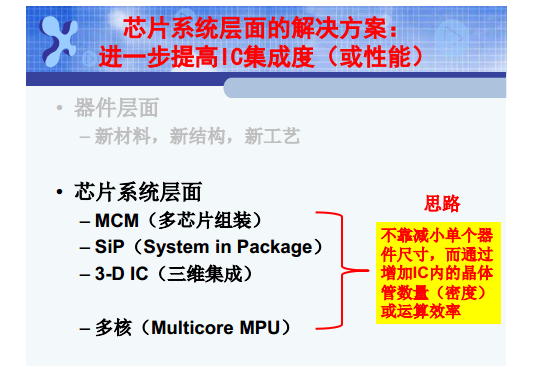 芯片系统层面的解决方案：
进一步提高IC集成度（或性能）
• 器件层面
– 新材料，新结构，新工艺
• 芯片系统层面
– MCM（多芯片组装）
– SiP（System in Package）
– 3-D IC（三维集成）
– 多核（Multicore MPU）
思路
不靠减小单个器
件尺寸，而通过
增加IC内的晶体
管数量（密度）
或运算效率